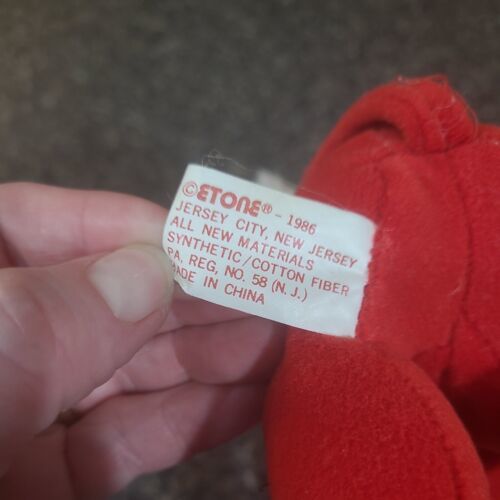 ©ETONE® - 1986
JERSEY CITY, NEW JERSEY
ALL NEW MATERIALS
SYNTHETIC/COTTON FIBER
PA, REG, NO. 58 (N.J.)
MADE IN CHINA